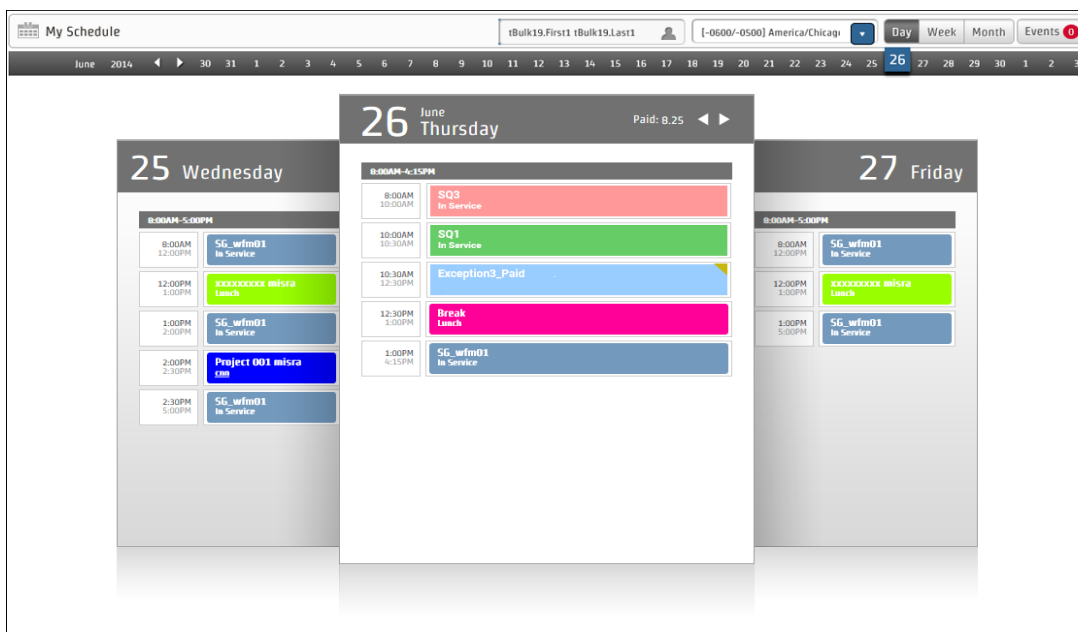 My Schedule
tBulk19.First1 tBulk19.Last1
[-0600/-0500] America/Chicag
Day Week Month
Events 0
June 2014 30 31 1 2 3 4 5 6 7 8 9 10 11 12 13 14 15 16 17 18 19 20 21 22 23 24 25 26 27 28 29 30 1 2 3
25 Wednesday
8:00AM-5:00PM
8:00AM
12:00PM
SG_wfm01
In Service
12:00PM
1:00PM
xxxxxxxxx misra
Lunch
1:00PM
2:00PM
SG_wfm01
In Service
2:00PM
2:30PM
Project 001 misra
cnn
2:30PM
5:00PM
SG_wfm01
In Service
26 June
Thursday
Paid: 8.25
8:00AM-4:15PM
8:00AM
10:00AM
SQ3
In Service
10:00AM
10:30AM
SQ1
In Service
10:30AM
12:30PM
Exception3_Paid
12:30PM
1:00PM
Break
Lunch
1:00PM
4:15PM
SG_wfm01
In Service
27 Friday
8:00AM-5:00PM
8:00AM
12:00PM
SG_wfm01
In Service
12:00PM
1:00PM
xxxxxxxxx misra
Lunch
1:00PM
5:00PM
SG_wfm01
In Service